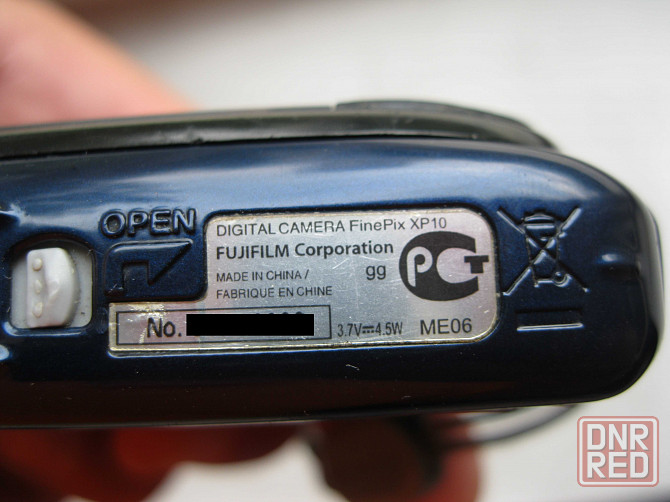 OPEN
DIGITAL CAMERA FinePix XP10
FUJIFILM Corporation
MADE IN CHINA /
FABRIQUE EN CHINE
gg
РСТ
No.
3.7V⎓4.5W
ME06
DNR
RED